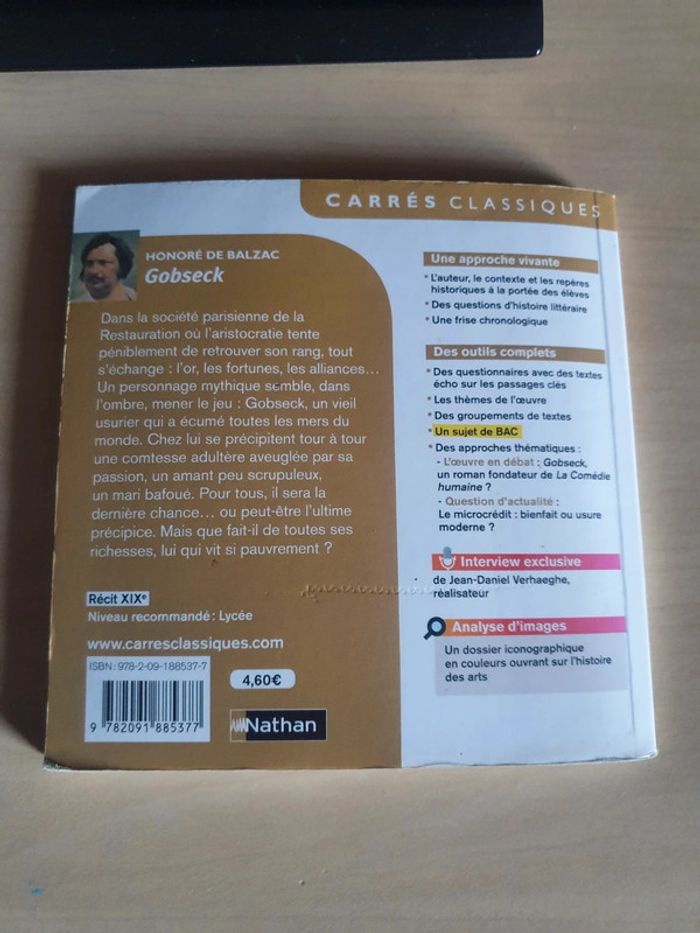 CARRÉS CLASSIQUES
HONORÉ DE BALZAC
Gobseck
Dans la société parisienne de la
Restauration où l'aristocratie tente
péniblement de retrouver son rang, tout
s'échange : l'or, les fortunes, les alliances...
Un personnage mythique semble, dans
l'ombre, mener le jeu : Gobseck, un vieil
usurier qui a écumé toutes les mers du
monde. Chez lui se précipitent tour à tour
une comtesse adultère aveuglée par sa
passion, un amant peu scrupuleux,
un mari bafoué. Pour tous, il sera la
dernière chance... ou peut-être l'ultime
précipice. Mais que fait-il de toutes ses
richesses, lui qui vit si pauvrement ?
Récit XIXe
Niveau recommandé : Lycée
www.carresclassiques.com
ISBN : 978-2-09-188537-7
9 782091 885377
4,60€
Nathan
Une approche vivante
• L'auteur, le contexte et les repères
historiques à la portée des élèves
• Des questions d'histoire littéraire
• Une frise chronologique
Des outils complets
• Des questionnaires avec des textes
écho sur les passages clés
• Les thèmes de l'œuvre
• Des groupements de textes
• Un sujet de BAC
• Des approches thématiques :
- L'œuvre en débat : Gobseck,
un roman fondateur de La Comédie
humaine ?
- Question d'actualité :
Le microcrédit : bienfait ou usure
moderne ?
Interview exclusive
de Jean-Daniel Verhaeghe,
réalisateur
Analyse d'images
Un dossier iconographique
en couleurs ouvrant sur l'histoire
des arts